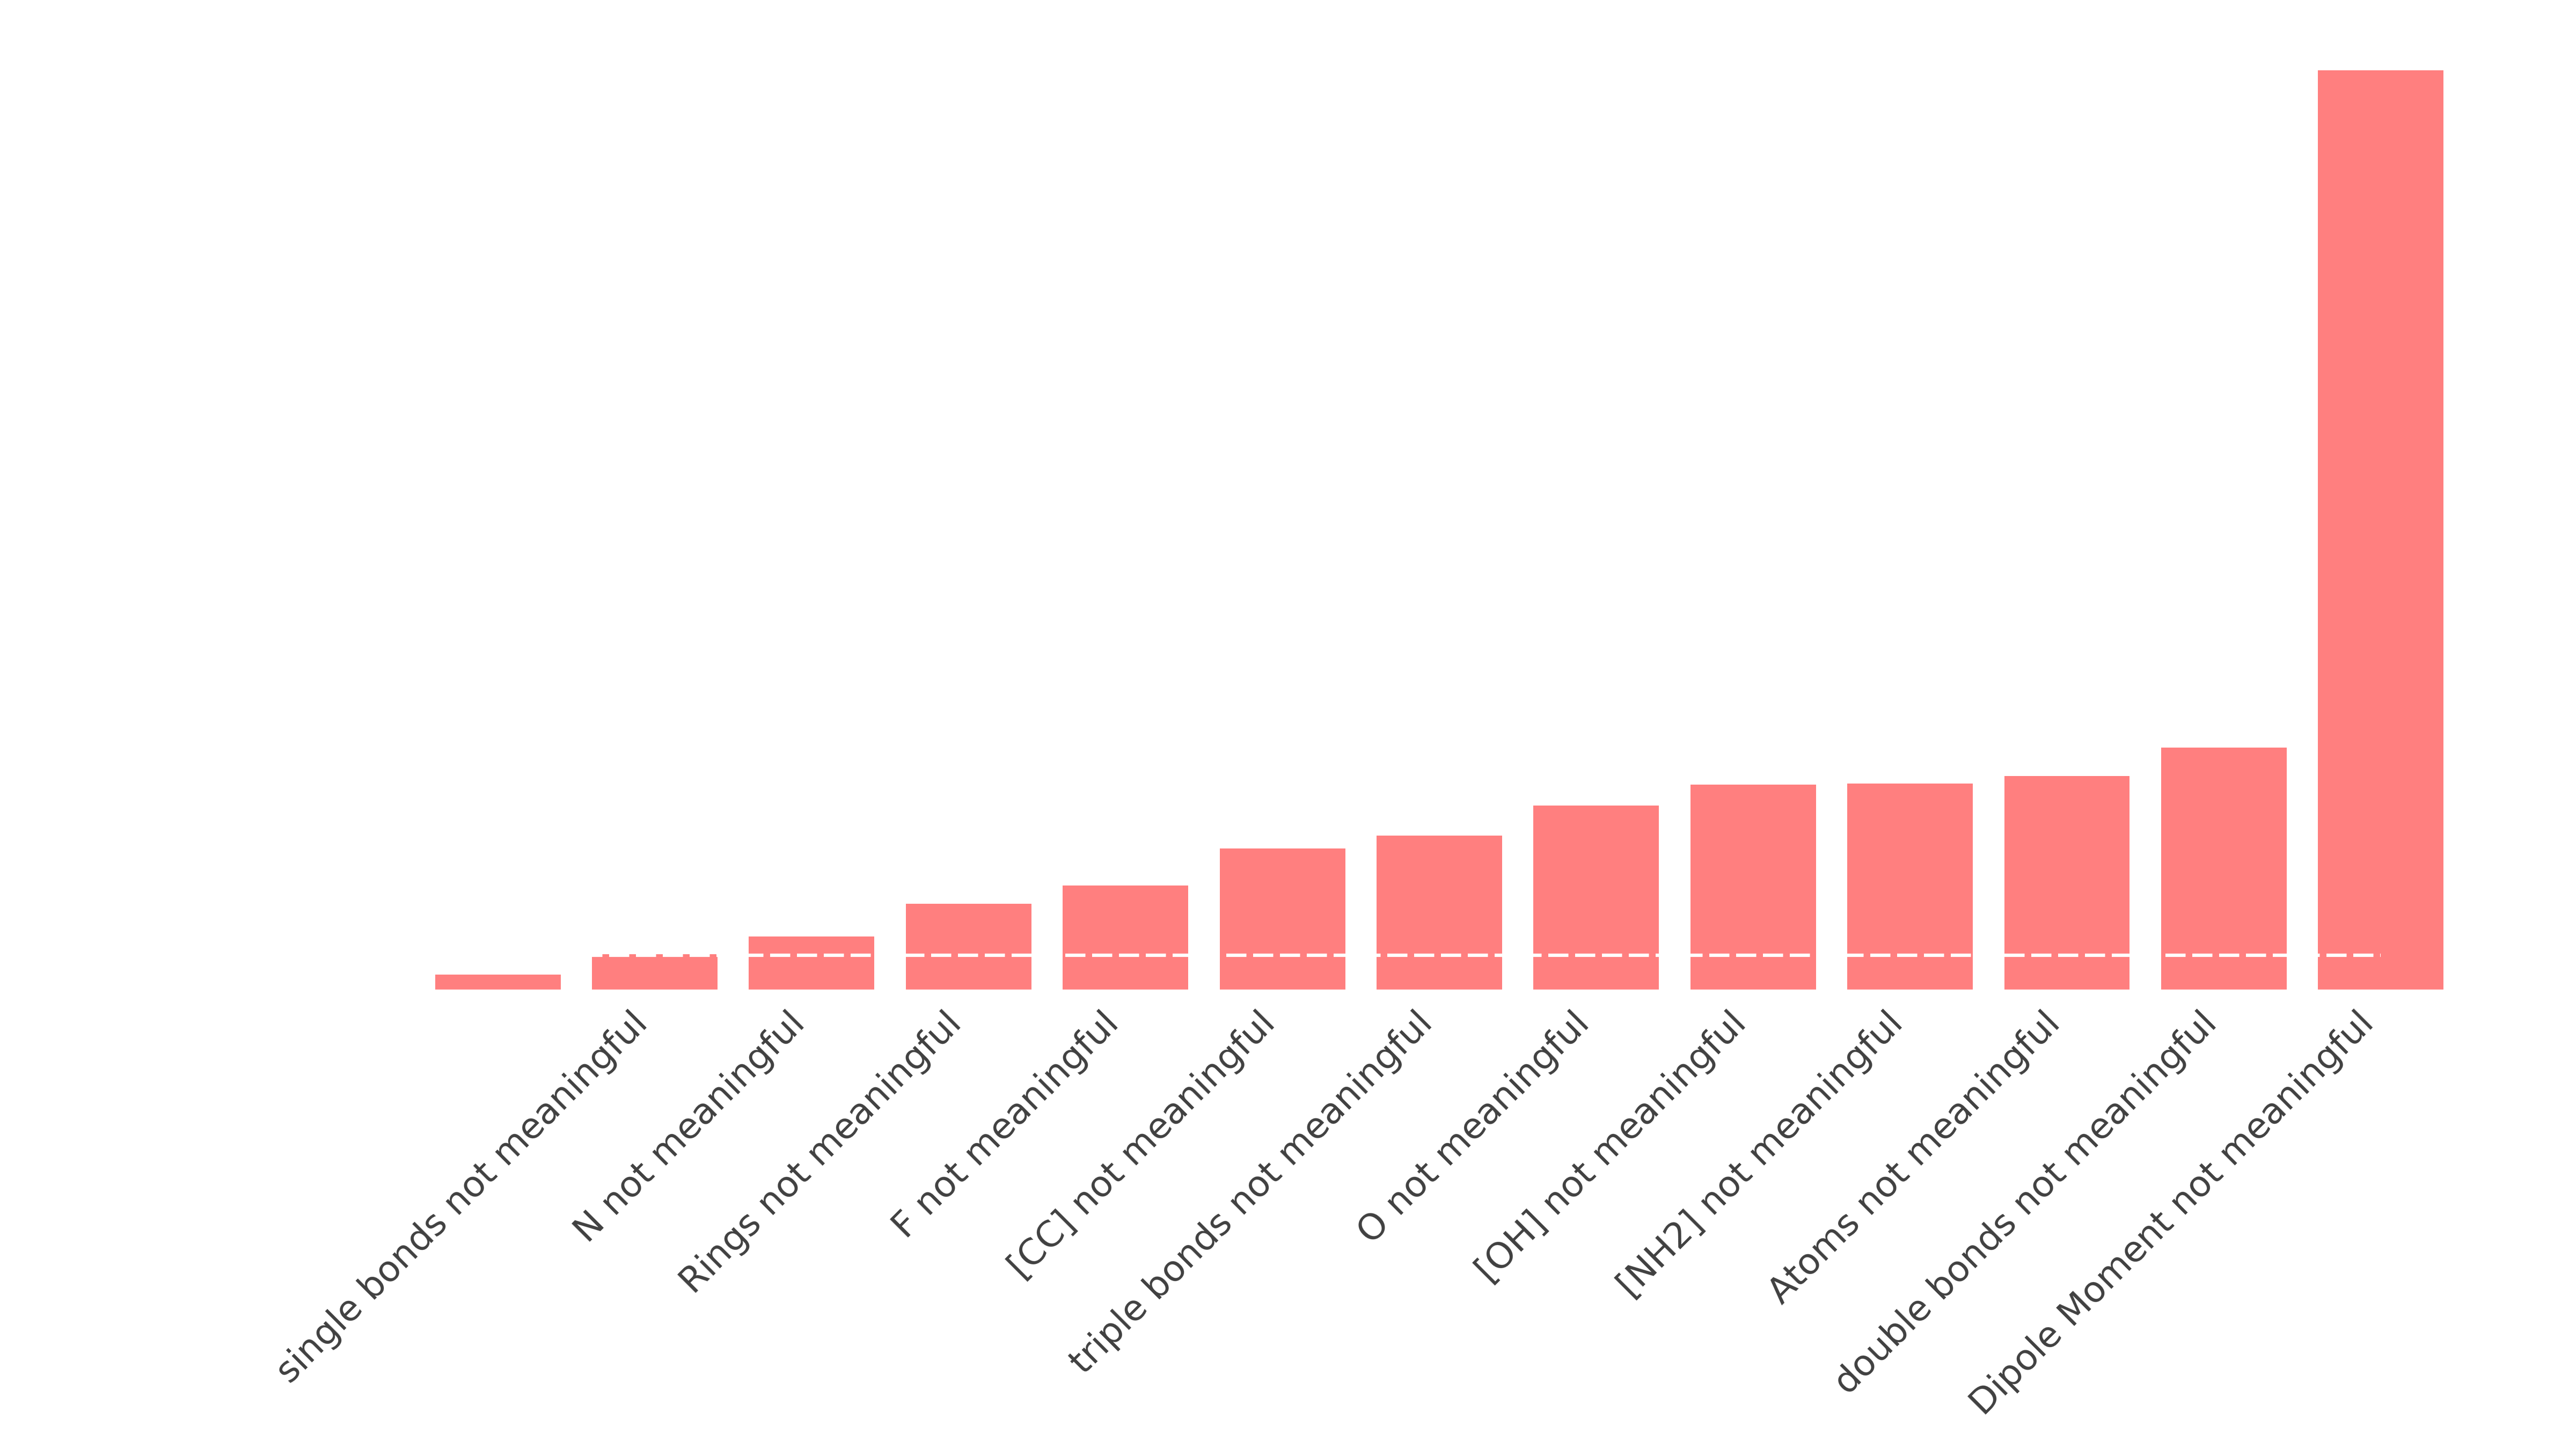 single bonds not meaningful
N not meaningful
Rings not meaningful
F not meaningful
[CC] not meaningful
triple bonds not meaningful
O not meaningful
[OH] not meaningful
[NH2] not meaningful
Atoms not meaningful
double bonds not meaningful
Dipole Moment not meaningful